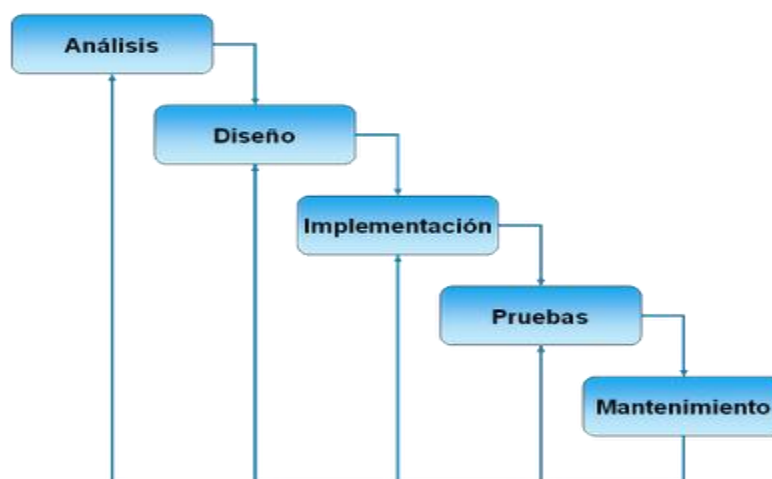 Análisis
Diseño
Implementación
Pruebas
Mantenimiento